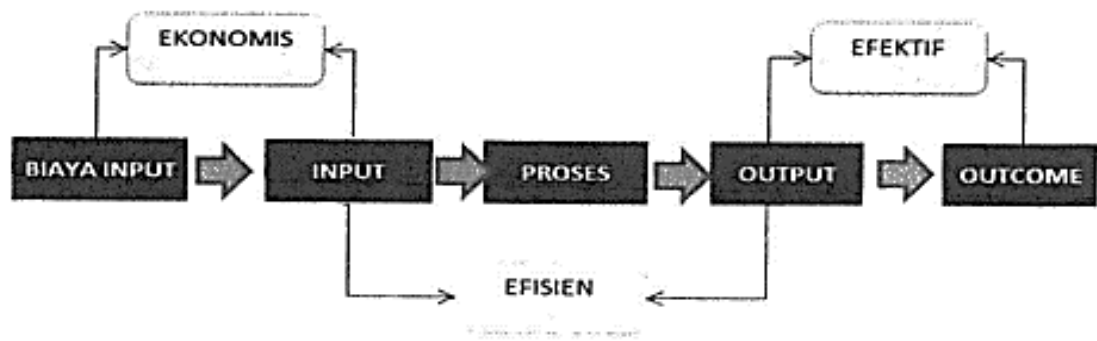 EKONOMIS
EFEKTIF
BIAYA INPUT
INPUT
PROSES
OUTPUT
OUTCOME
EFISIEN